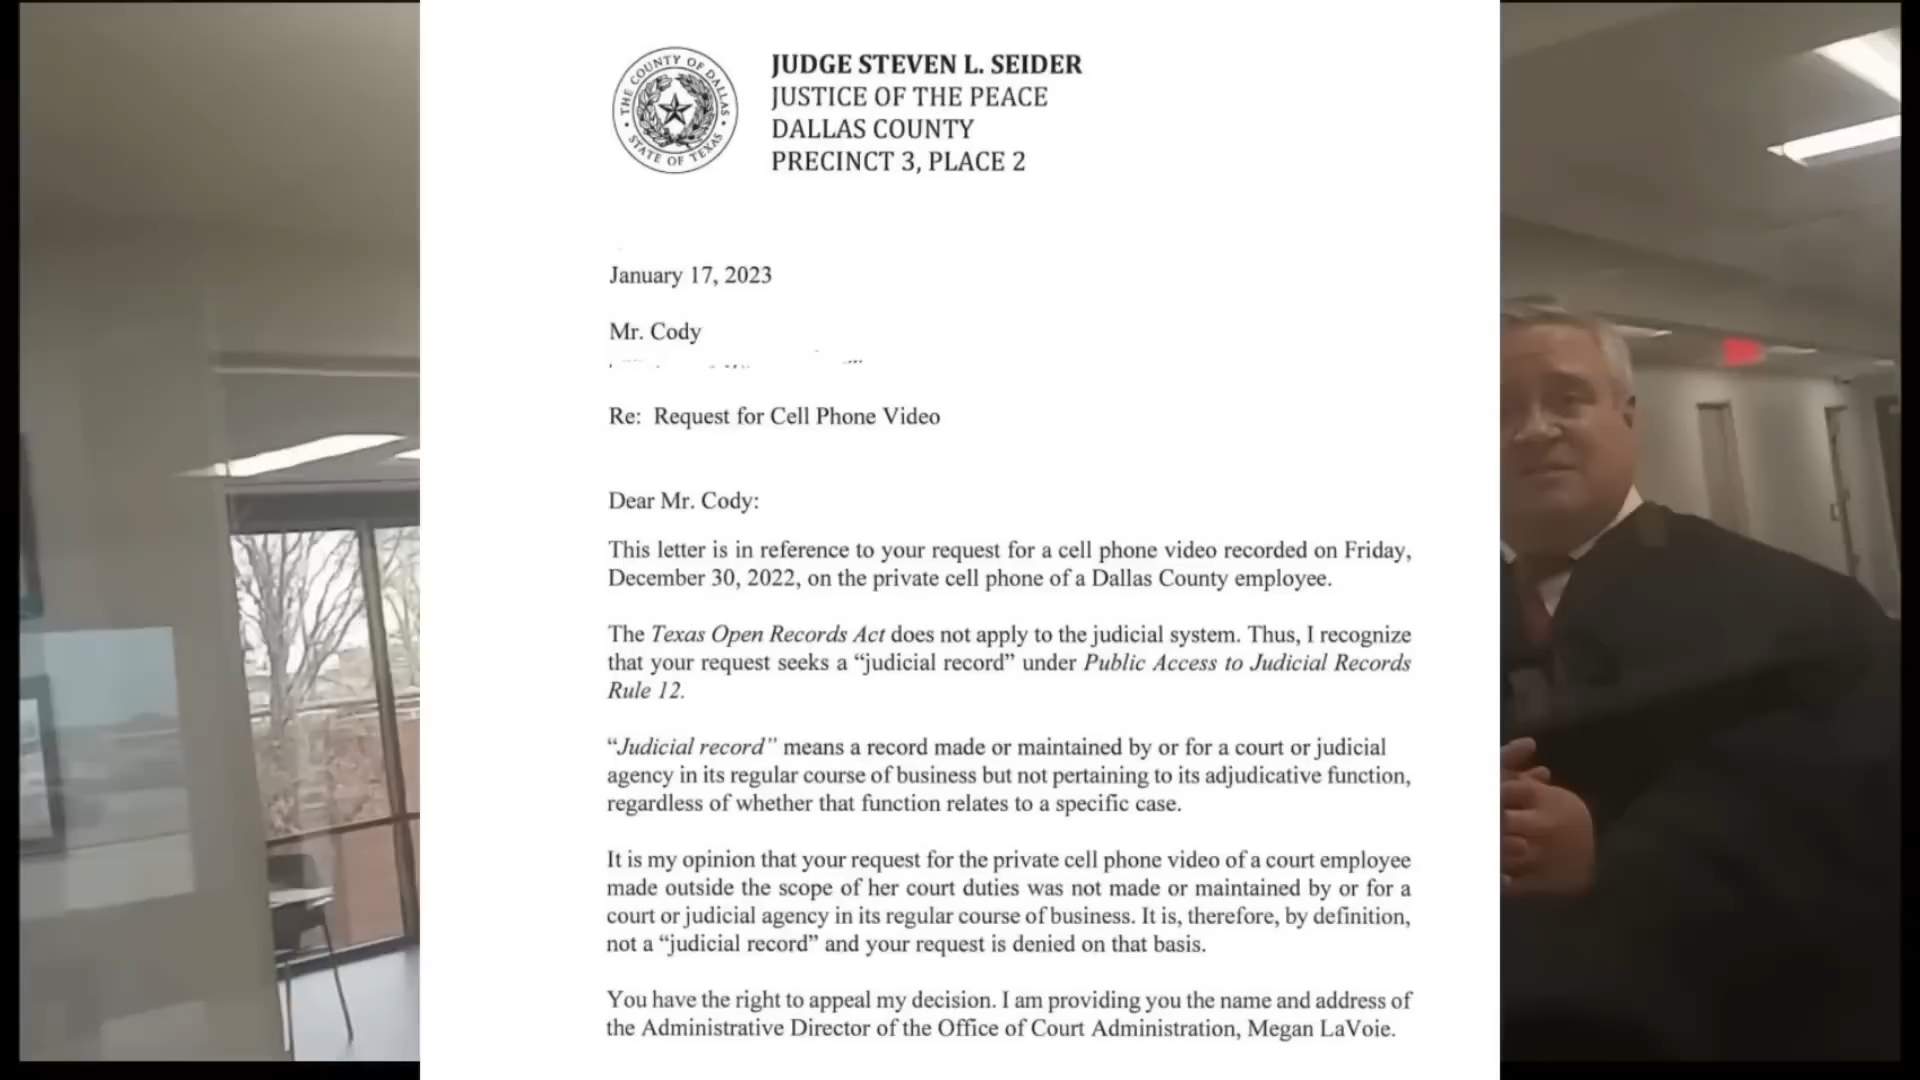 THE COUNTY OF DALLAS
STATE OF TEXAS
JUDGE STEVEN L. SEIDER
JUSTICE OF THE PEACE
DALLAS COUNTY
PRECINCT 3, PLACE 2
January 17, 2023
Mr. Cody
Re:  Request for Cell Phone Video
Dear Mr. Cody:
This letter is in reference to your request for a cell phone video recorded on Friday,
December 30, 2022, on the private cell phone of a Dallas County employee.
The Texas Open Records Act does not apply to the judicial system. Thus, I recognize
that your request seeks a “judicial record” under Public Access to Judicial Records
Rule 12.
“Judicial record” means a record made or maintained by or for a court or judicial
agency in its regular course of business but not pertaining to its adjudicative function,
regardless of whether that function relates to a specific case.
It is my opinion that your request for the private cell phone video of a court employee
made outside the scope of her court duties was not made or maintained by or for a
court or judicial agency in its regular course of business. It is, therefore, by definition,
not a “judicial record” and your request is denied on that basis.
You have the right to appeal my decision. I am providing you the name and address of
the Administrative Director of the Office of Court Administration, Megan LaVoie.